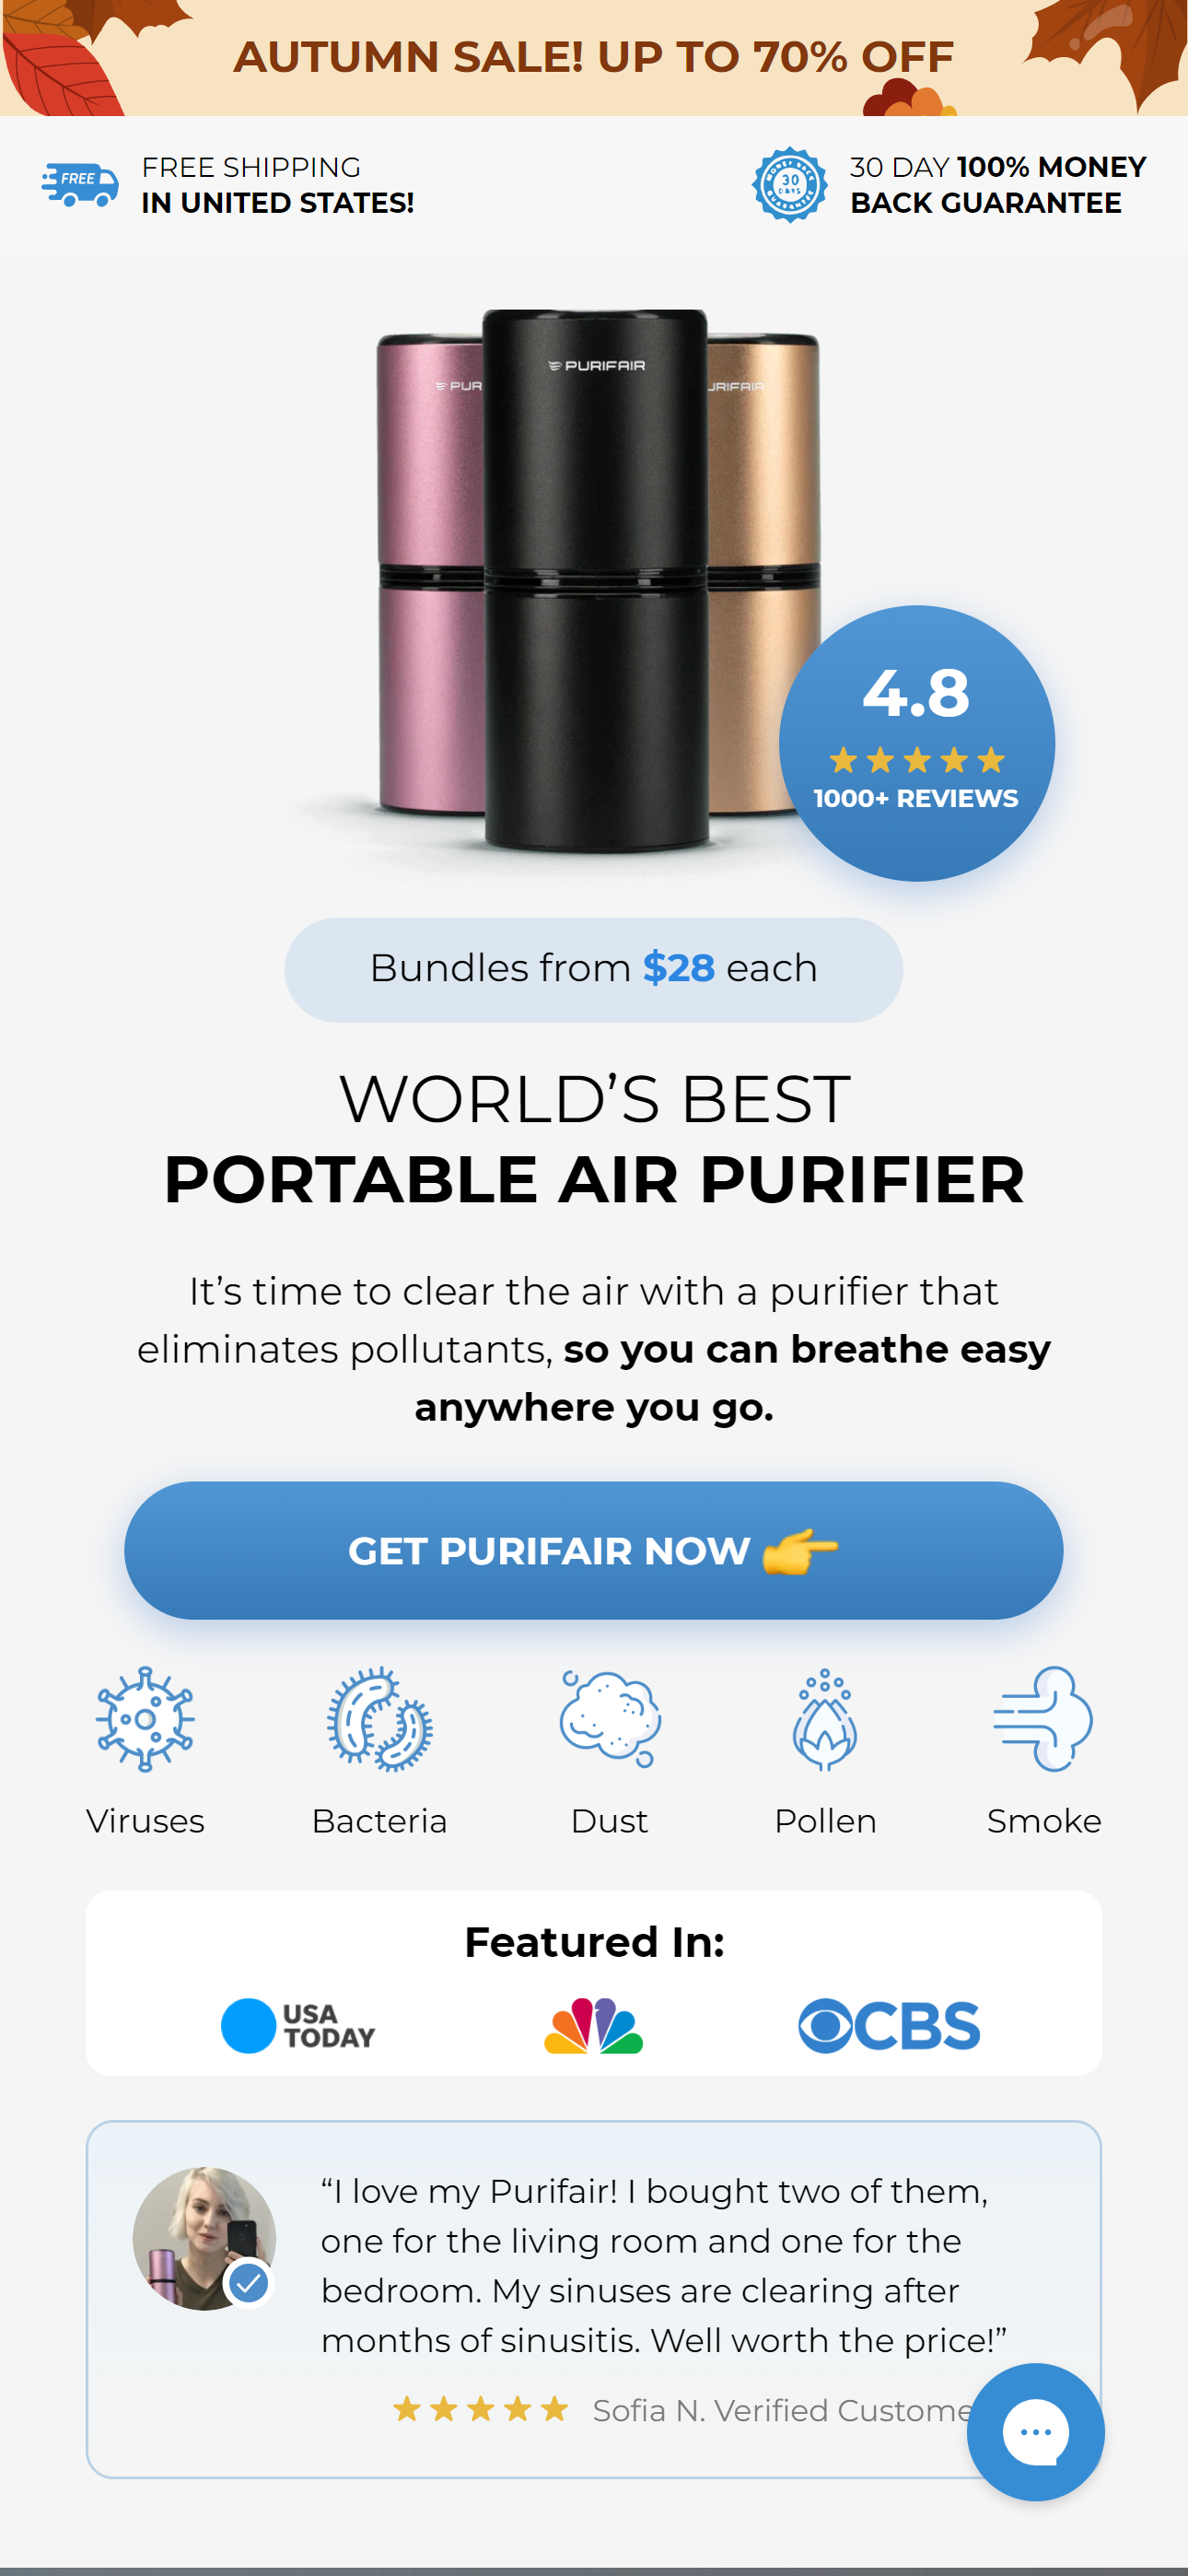 AUTUMN SALE! UP TO 70% OFF
FREE
FREE SHIPPING
IN UNITED STATES!
MONEY BACK
30
DAYS
GUARANTEE
30 DAY 100% MONEY
BACK GUARANTEE
PUR
PURIFAIR
URIFAIR
4.8
1000+ REVIEWS
Bundles from $28 each
WORLD’S BEST
PORTABLE AIR PURIFIER
It’s time to clear the air with a purifier that
eliminates pollutants, so you can breathe easy
anywhere you go.
GET PURIFAIR NOW
Viruses
Bacteria
Dust
Pollen
Smoke
Featured In:
USA
TODAY
CBS
“I love my Purifair! I bought two of them,
one for the living room and one for the
bedroom. My sinuses are clearing after
months of sinusitis. Well worth the price!”
Sofia N. Verified Custome